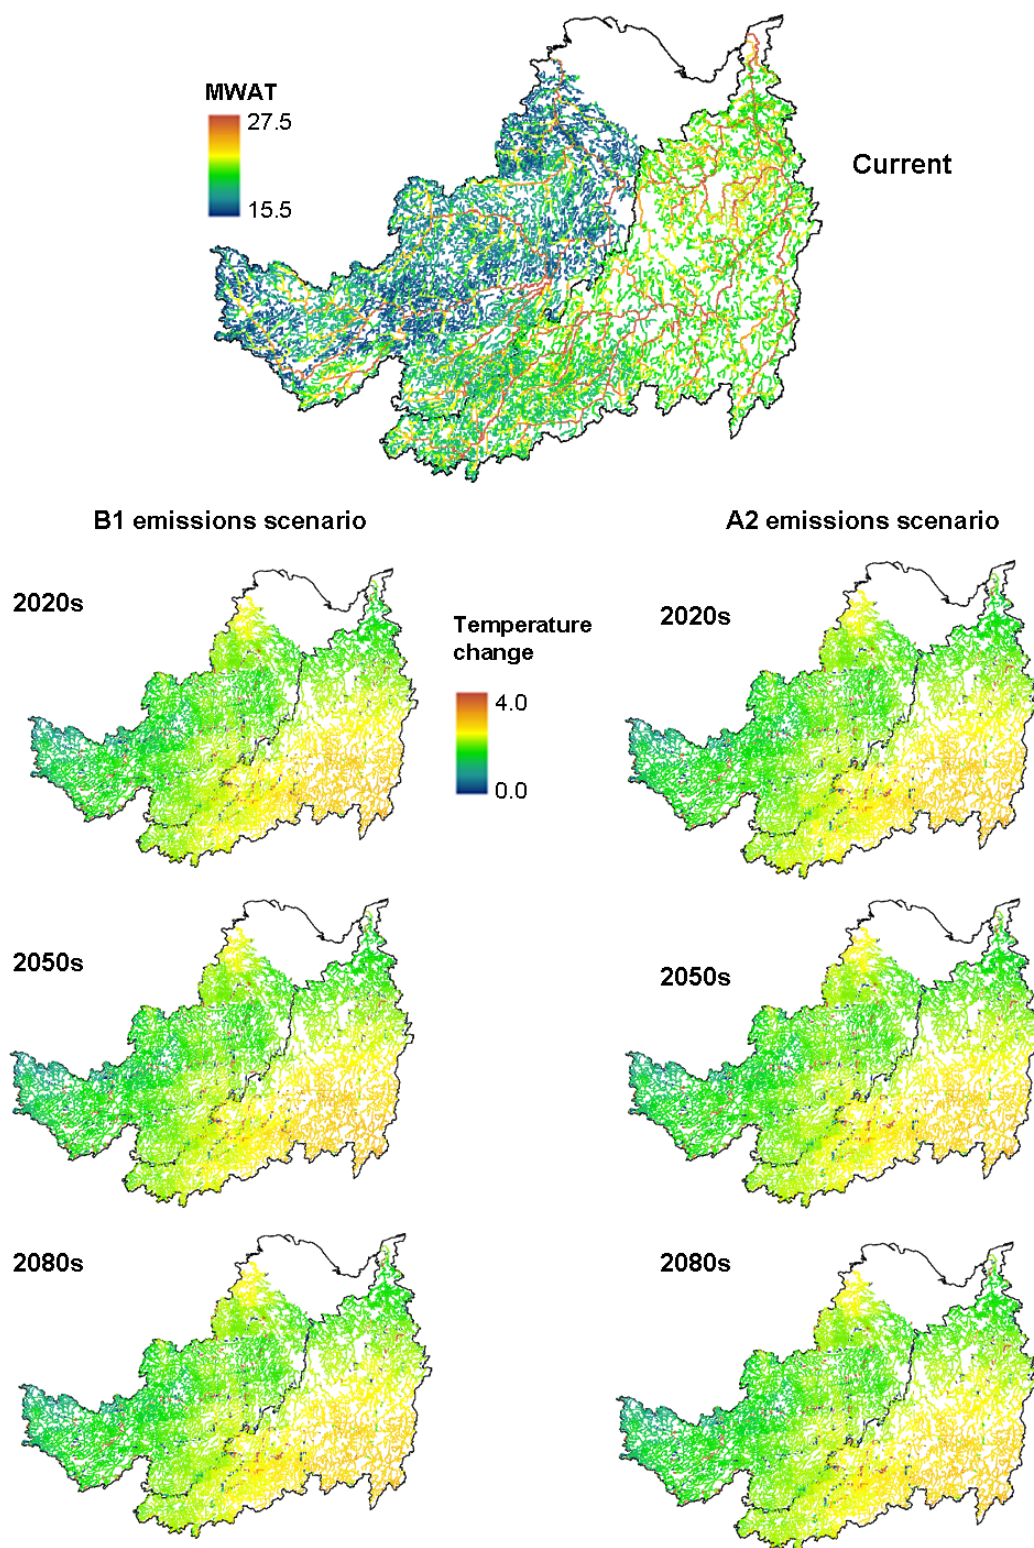 MWAT
27.5
15.5
Current
B1 emissions scenario
A2 emissions scenario
2020s
2020s
Temperature
change
4.0
0.0
2050s
2050s
2080s
2080s